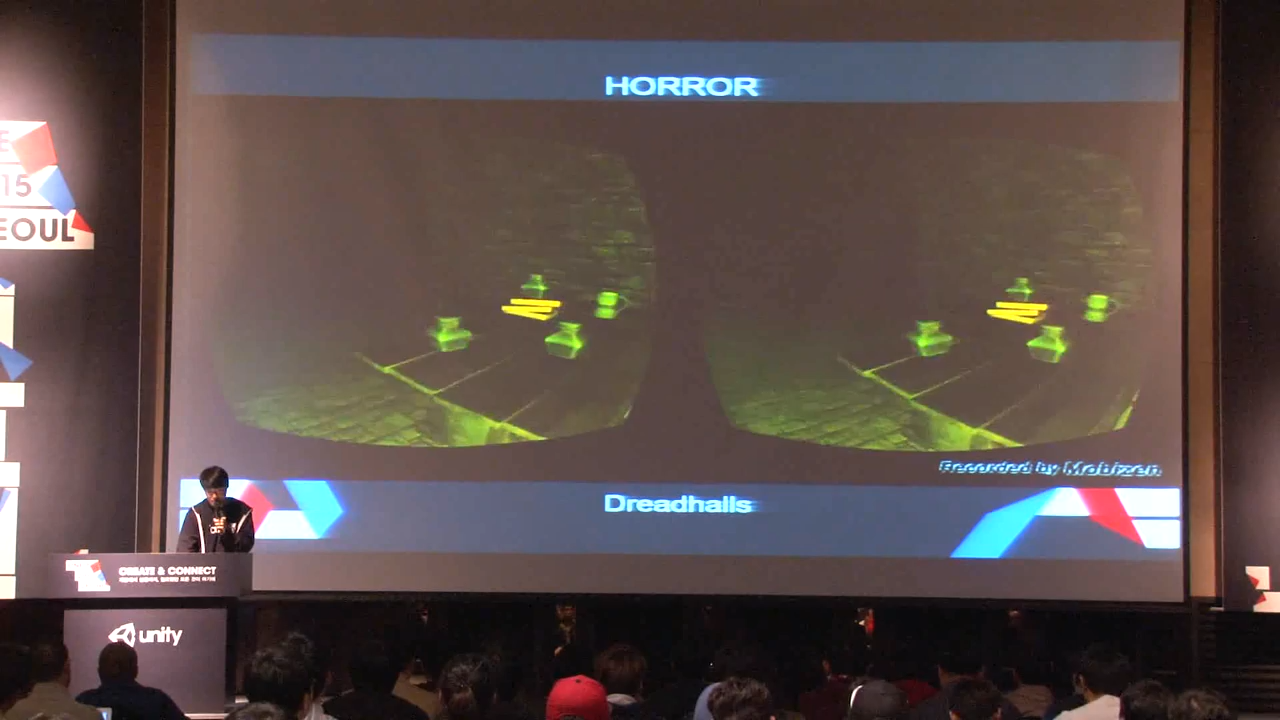 HORROR
E
15
EOUL
Recorded by Mobizen
Dreadhalls
CREATE & CONNECT
unity